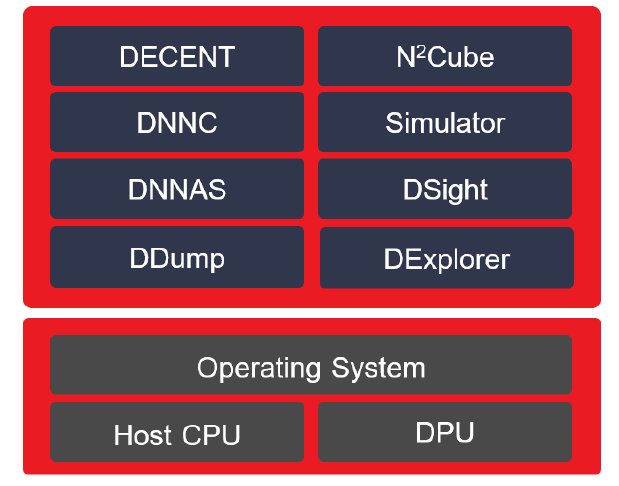 DECENT
N²Cube
DNNC
Simulator
DNNAS
DSight
DDump
DExplorer
Operating System
Host CPU
DPU